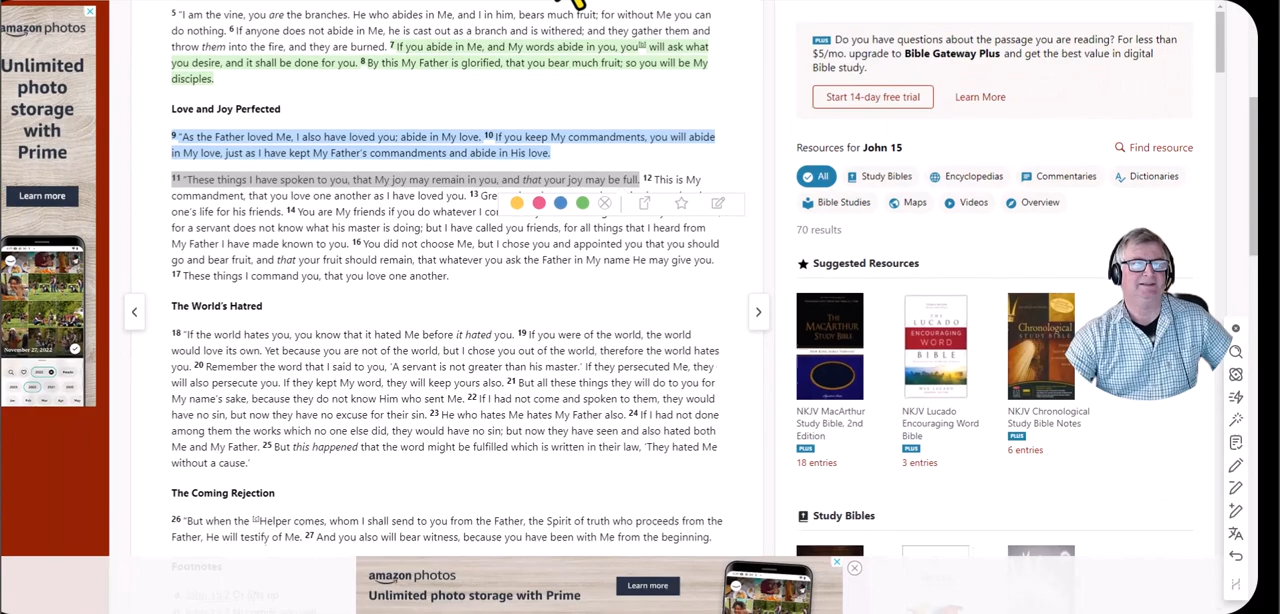 amazon photos
Unlimited
photo
storage
with
Prime
Learn more
November 27, 2022
5 "I am the vine, you are the branches. He who abides in Me, and I in him, bears much fruit; for without Me you can
do nothing. 6 If anyone does not abide in Me, he is cast out as a branch and is withered; and they gather them and
throw them into the fire, and they are burned. 7 If you abide in Me, and My words abide in you, you[b] will ask what
you desire, and it shall be done for you. 8 By this My Father is glorified, that you bear much fruit; so you will be My
disciples.
Love and Joy Perfected
9 "As the Father loved Me, I also have loved you; abide in My love. 10 If you keep My commandments, you will abide
in My love, just as I have kept My Father's commandments and abide in His love.
11 "These things I have spoken to you, that My joy may remain in you, and that your joy may be full. 12 This is My
commandment, that you love one another as I have loved you. 13 Gre
one's life for his friends. 14 You are My friends if you do whatever I co
for a servant does not know what his master is doing; but I have called you friends, for all things that I heard from
My Father I have made known to you. 16 You did not choose Me, but I chose you and appointed you that you should
go and bear fruit, and that your fruit should remain, that whatever you ask the Father in My name He may give you.
17 These things I command you, that you love one another.
The World's Hatred
18 "If the world hates you, you know that it hated Me before it hated you. 19 If you were of the world, the world
would love its own. Yet because you are not of the world, but I chose you out of the world, therefore the world hates
you. 20 Remember the word that I said to you, 'A servant is not greater than his master.' If they persecuted Me, they
will also persecute you. If they kept My word, they will keep yours also. 21 But all these things they will do to you for
My name's sake, because they do not know Him who sent Me. 22 If I had not come and spoken to them, they would
have no sin, but now they have no excuse for their sin. 23 He who hates Me hates My Father also. 24 If I had not done
among them the works which no one else did, they would have no sin; but now they have seen and also hated both
Me and My Father. 25 But this happened that the word might be fulfilled which is written in their law, 'They hated Me
without a cause.'
The Coming Rejection
26 "But when the [c]Helper comes, whom I shall send to you from the Father, the Spirit of truth who proceeds from the
Father, He will testify of Me. 27 And you also will bear witness, because you have been with Me from the beginning.
Footnotes
amazon photos
Unlimited photo storage with Prime
Learn more
PLUS Do you have questions about the passage you are reading? For less than
$5/mo. upgrade to Bible Gateway Plus and get the best value in digital
Bible study.
Start 14-day free trial
Learn More
Resources for John 15
Find resource
All
Study Bibles
Encyclopedias
Commentaries
Dictionaries
Bible Studies
Maps
Videos
Overview
70 results
Suggested Resources
THE
MACARTHUR
STUDY BIBLE
THE
LUCADO
ENCOURAGING
WORD
BIBLE
Chronological
STUDY BIBLE
NKJV MacArthur
Study Bible, 2nd
Edition
PLUS
18 entries
NKJV Lucado
Encouraging Word
Bible
PLUS
3 entries
NKJV Chronological
Study Bible Notes
PLUS
6 entries
Study Bibles